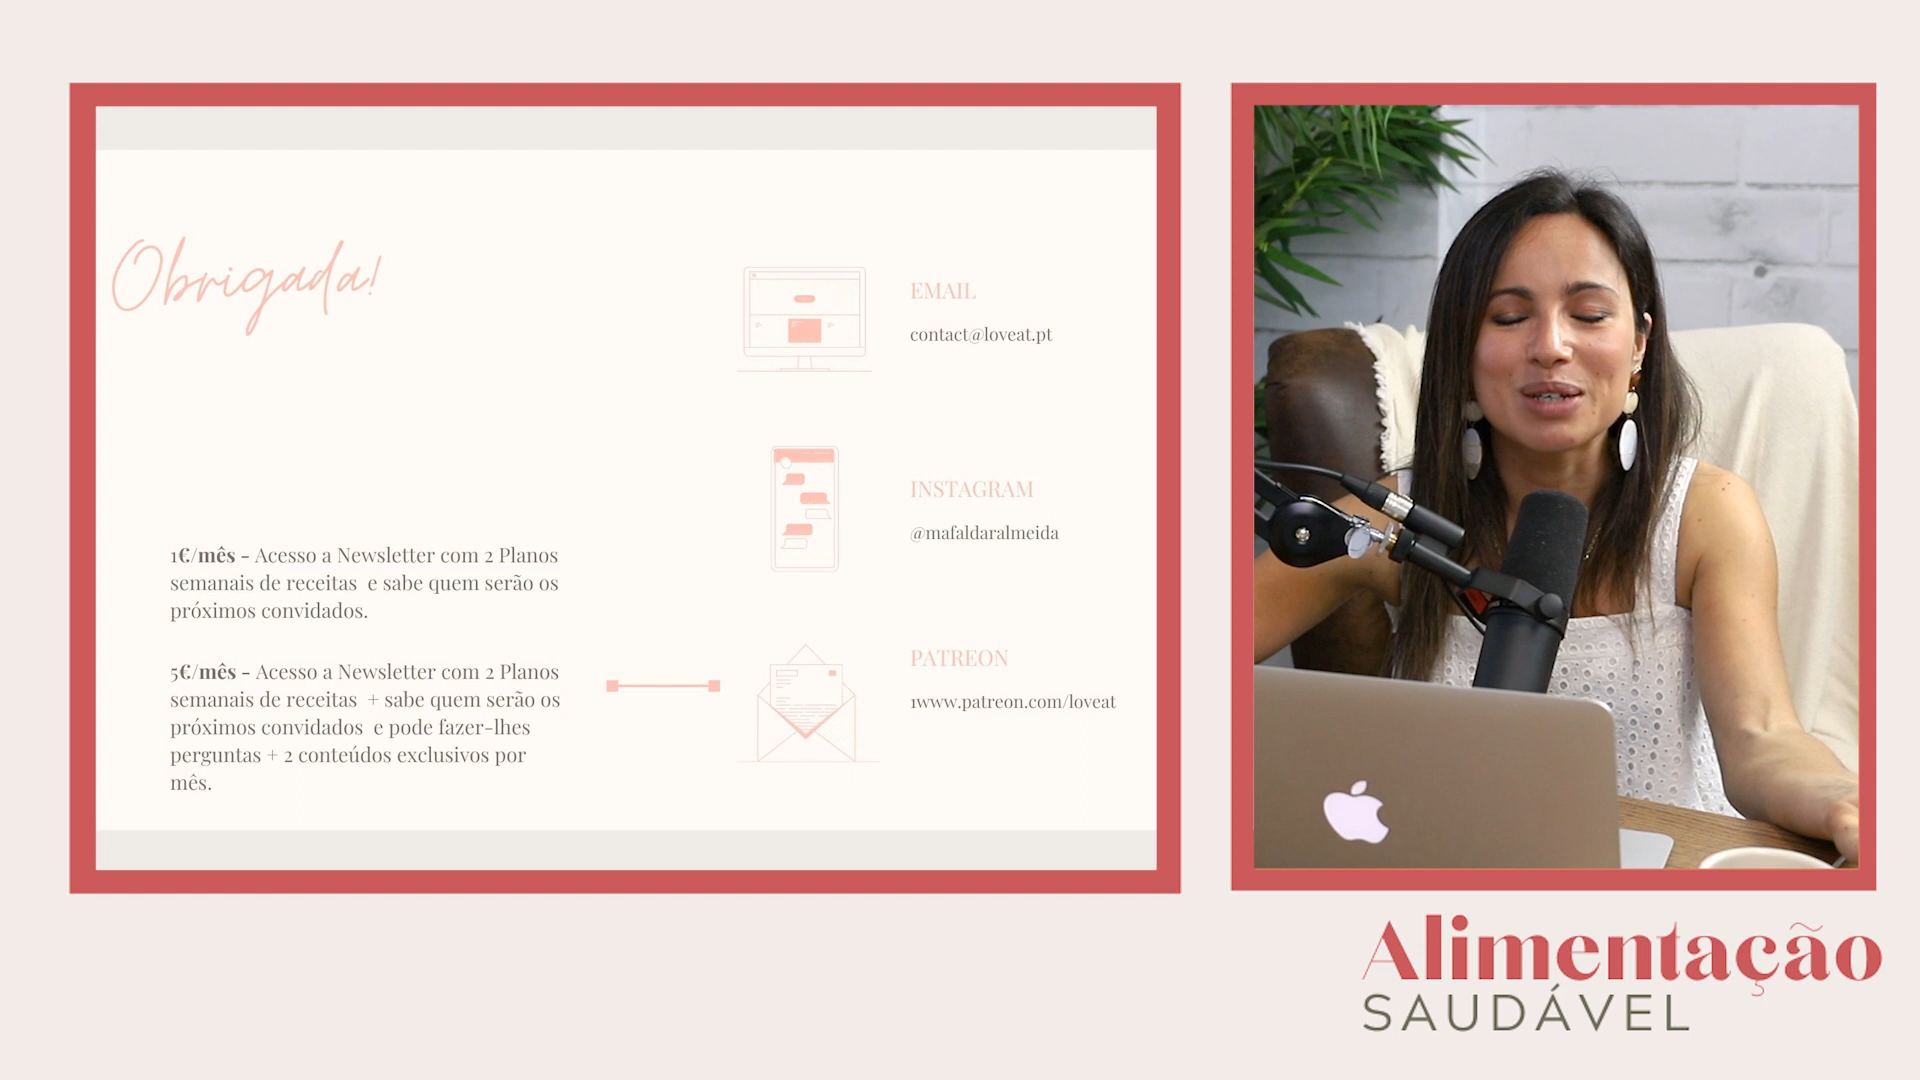 Obrigada!
1€/mês - Acesso a Newsletter com 2 Planos
semanais de receitas e sabe quem serão os
próximos convidados.
5€/mês - Acesso a Newsletter com 2 Planos
semanais de receitas + sabe quem serão os
próximos convidados e pode fazer-lhes
perguntas + 2 conteúdos exclusivos por
mês.
EMAIL
contact@loveat.pt
INSTAGRAM
@mafaldaralmeida
PATREON
1www.patreon.com/loveat
Alimentação
SAUDÁVEL